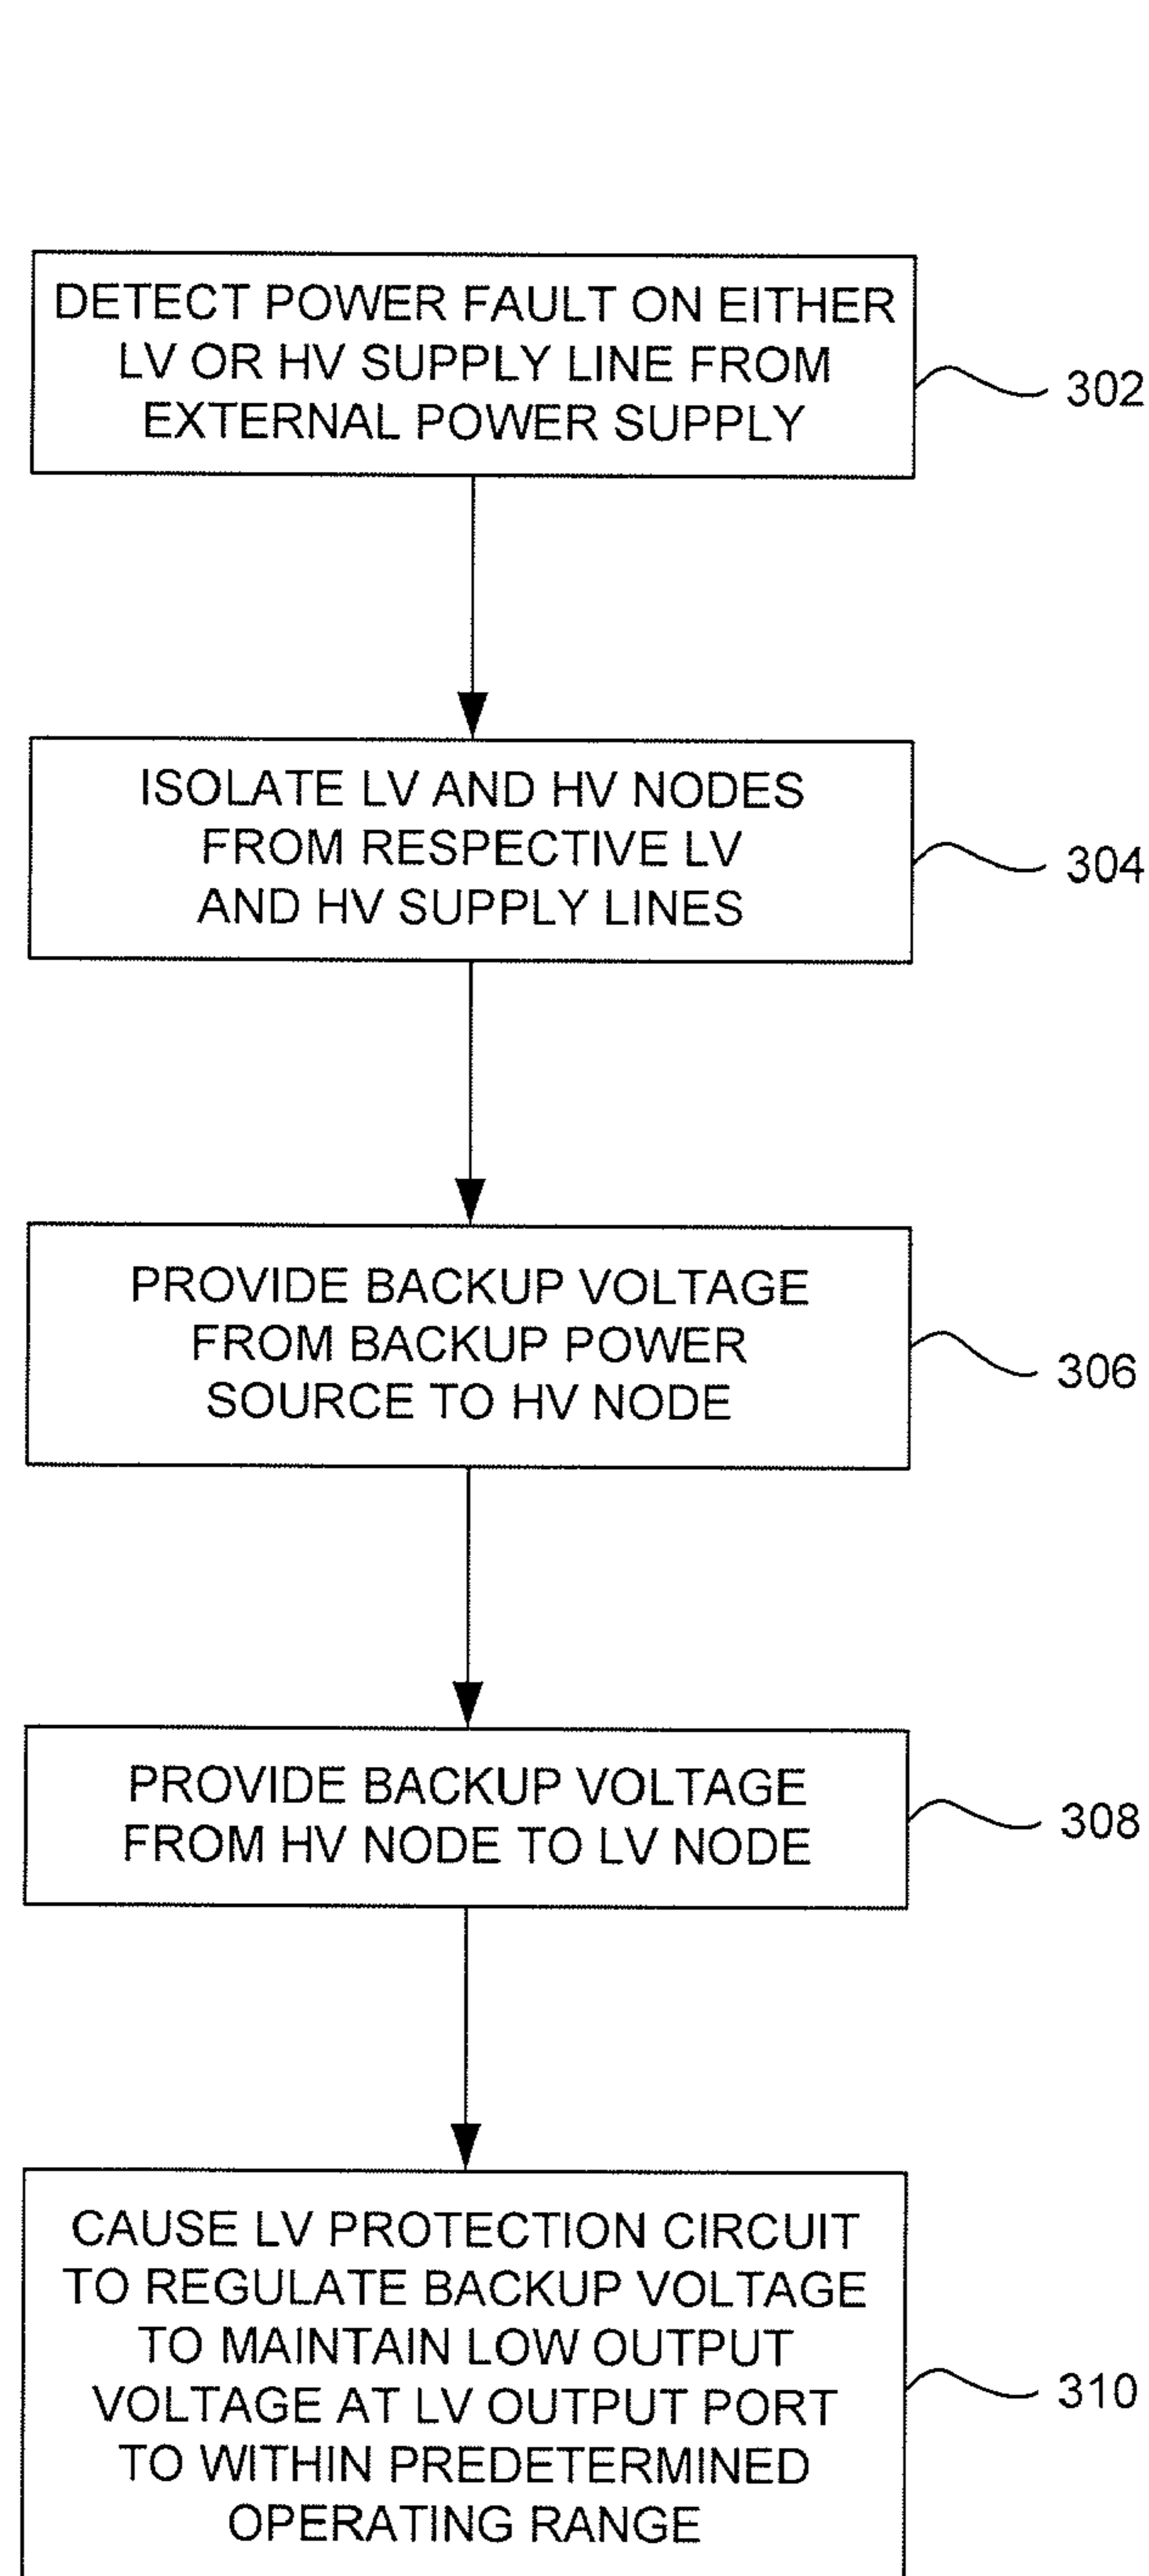 DETECT POWER FAULT ON EITHER
LV OR HV SUPPLY LINE FROM
EXTERNAL POWER SUPPLY
302
ISOLATE LV AND HV NODES
FROM RESPECTIVE LV
AND HV SUPPLY LINES
304
PROVIDE BACKUP VOLTAGE
FROM BACKUP POWER
SOURCE TO HV NODE
306
PROVIDE BACKUP VOLTAGE
FROM HV NODE TO LV NODE
308
CAUSE LV PROTECTION CIRCUIT
TO REGULATE BACKUP VOLTAGE
TO MAINTAIN LOW OUTPUT
VOLTAGE AT LV OUTPUT PORT
TO WITHIN PREDETERMINED
OPERATING RANGE
310